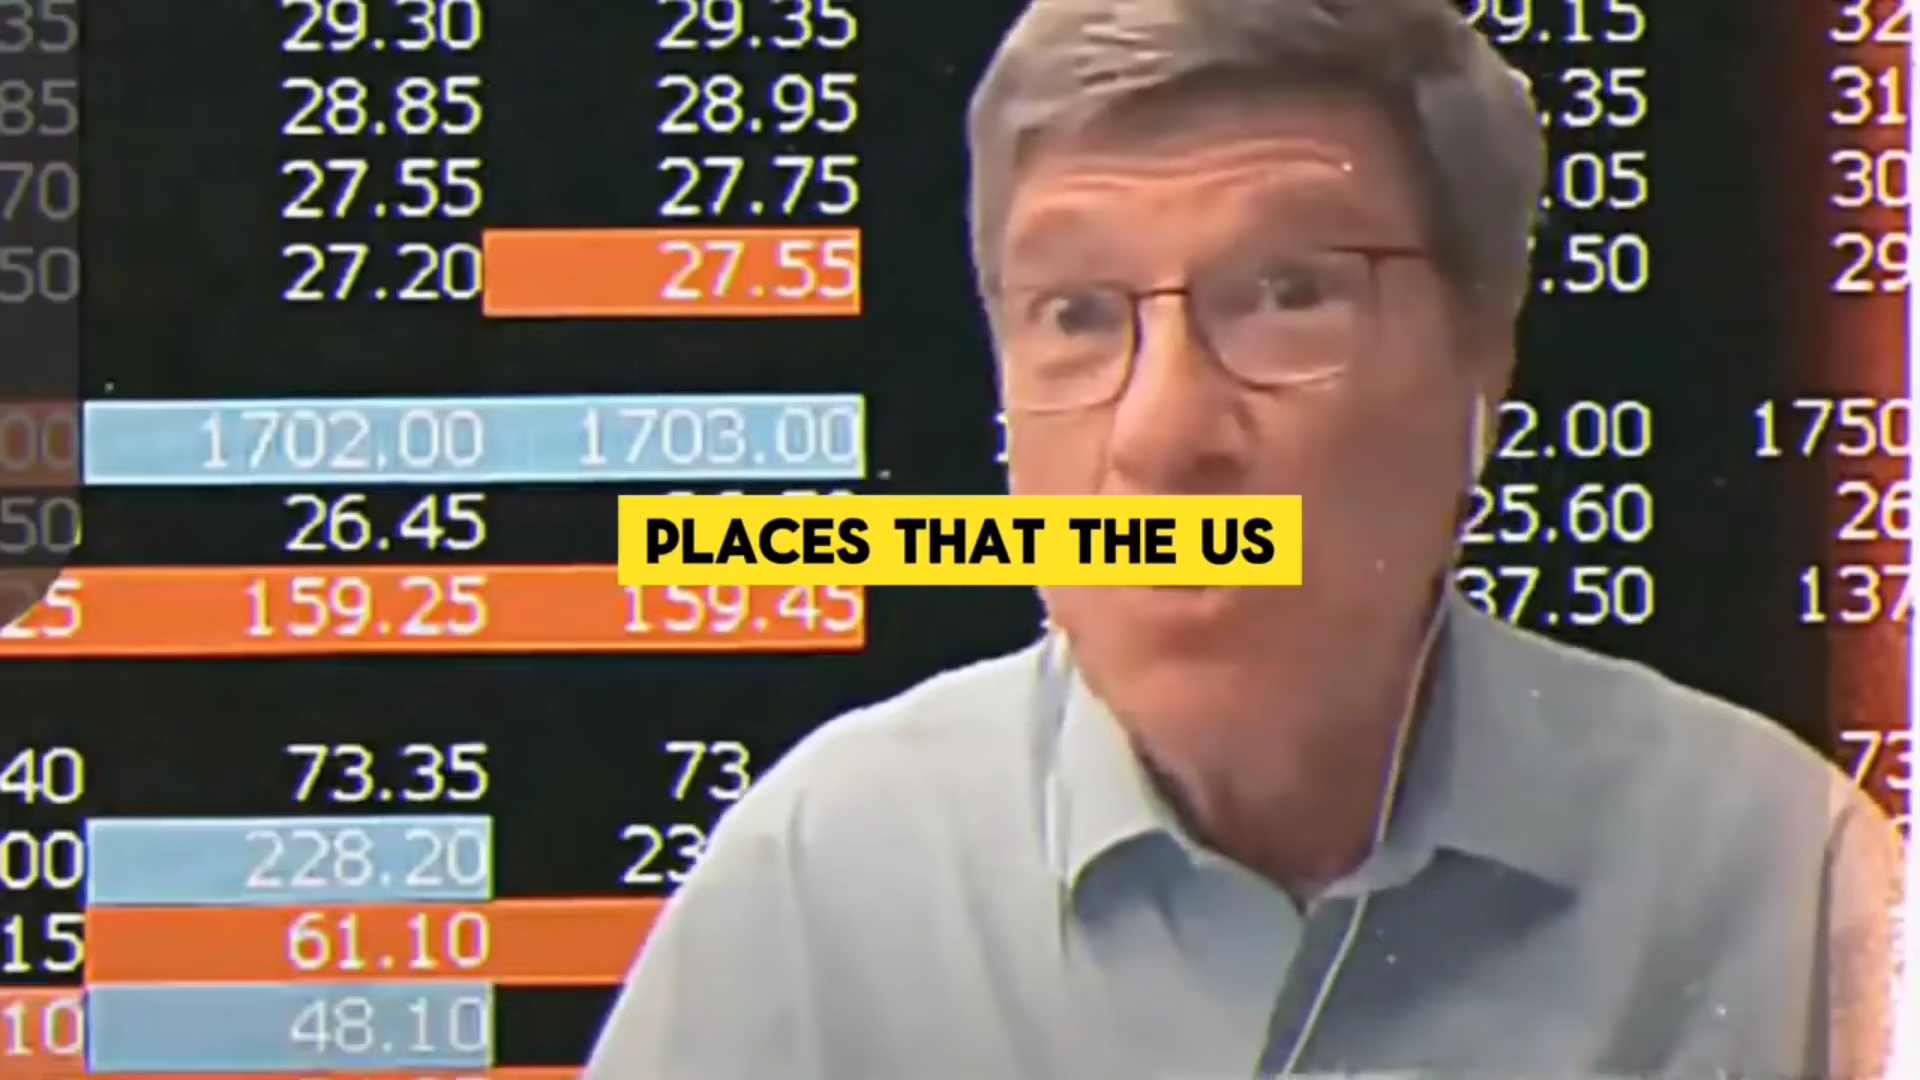 35 29.30 29.35 29.15 32
85 28.85 28.95 .35 31
70 27.55 27.75 .05 30
50 27.20 27.55 .50 29
00 1702.00 1703.00 2.00 1750
50 26.45 25.60 26
PLACES THAT THE US
25 159.25 159.45 37.50 137
40 73.35 73. 73
00 228.20 23
15 61.10
10 48.10